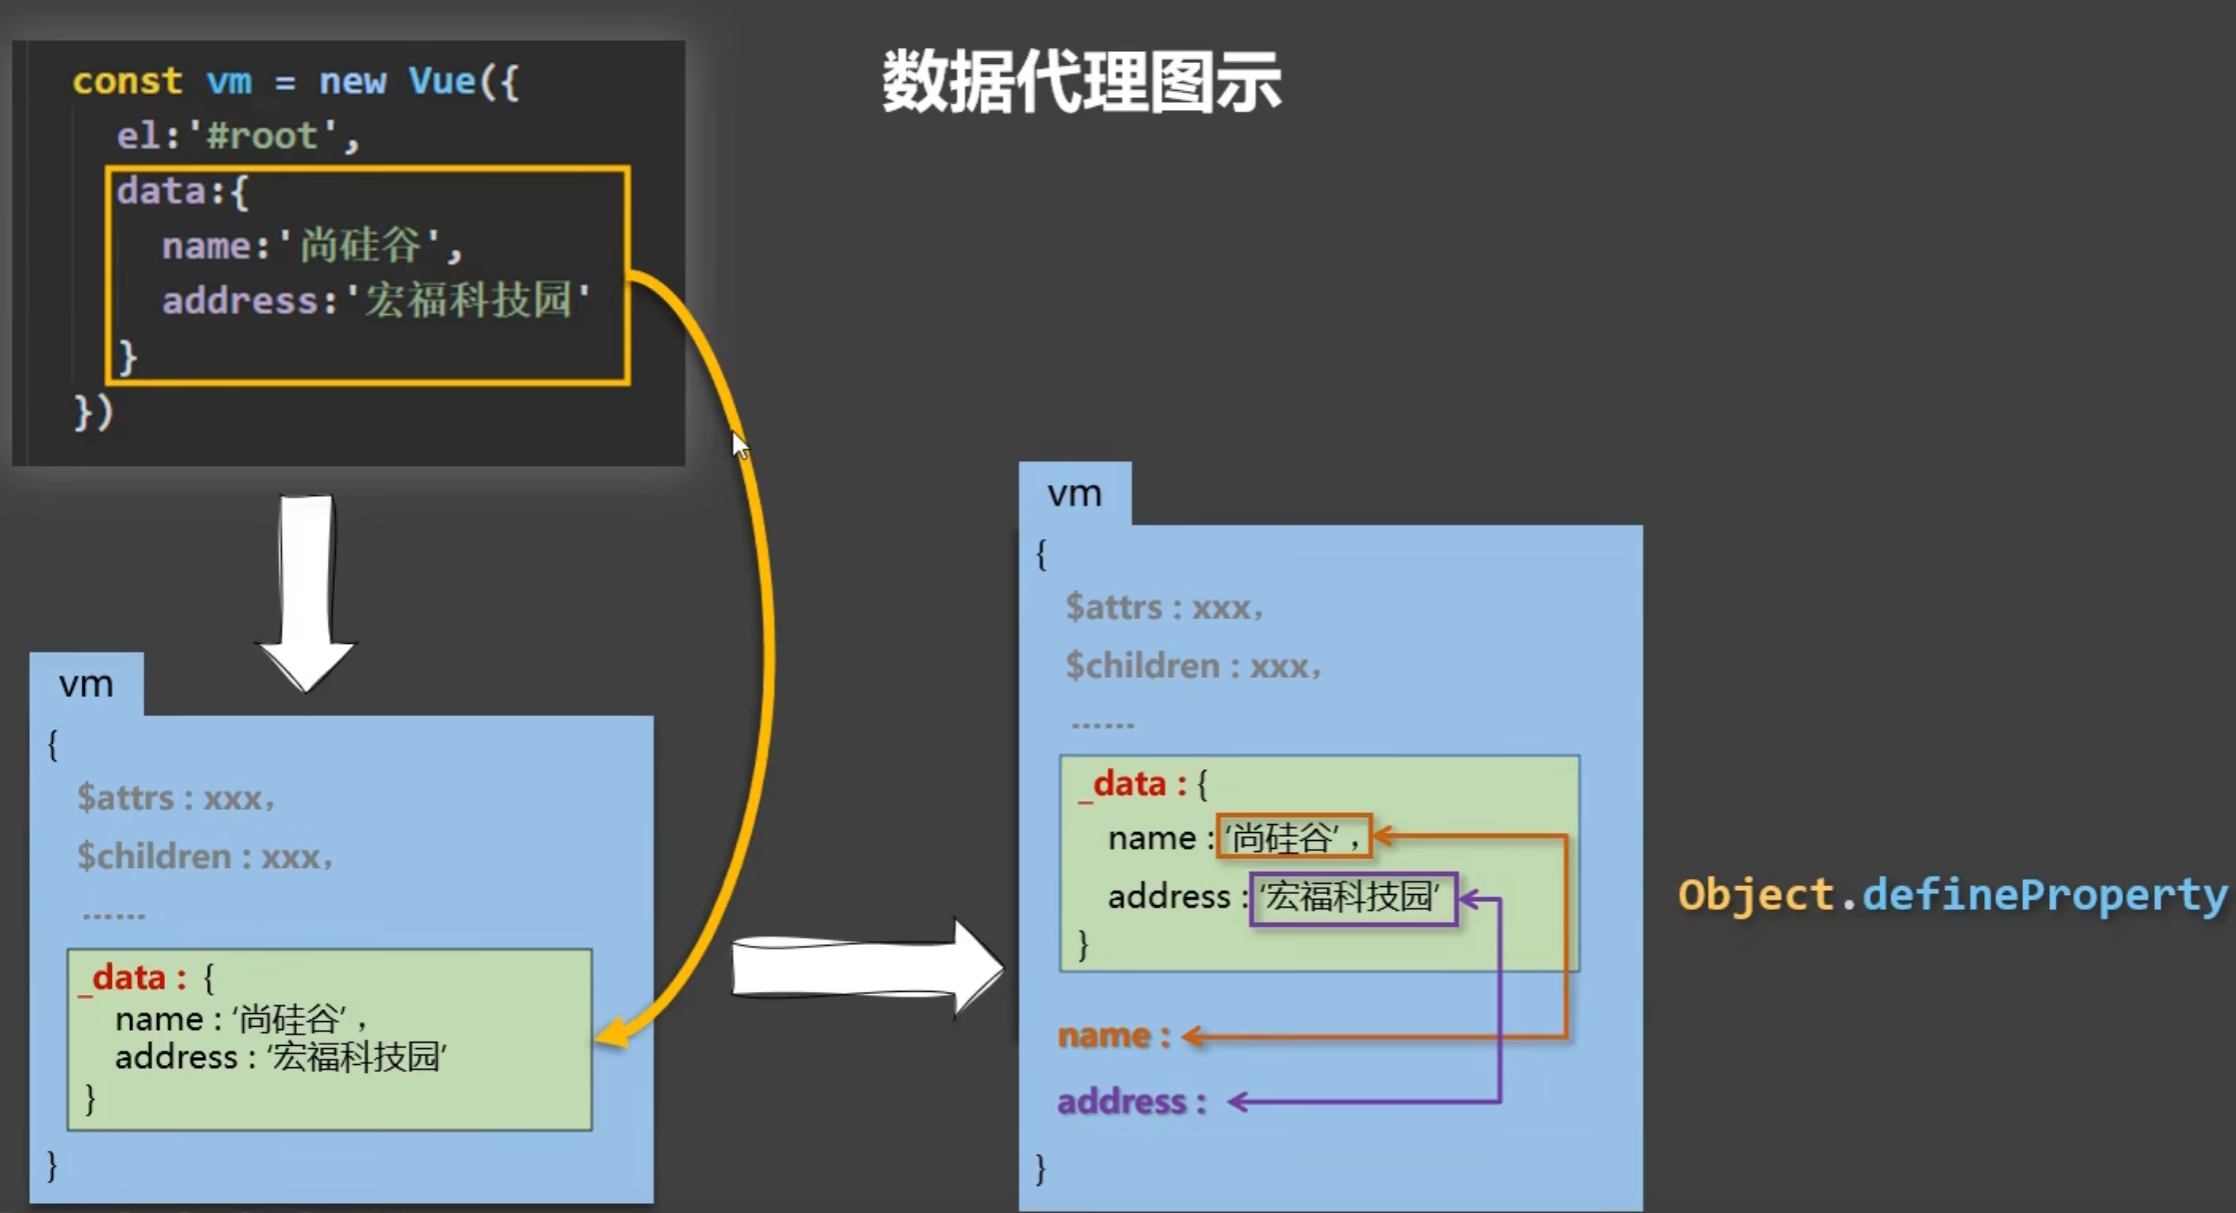 数据代理图示
const vm = new Vue({
el:'#root',
data:{
name:'尚硅谷',
address:'宏福科技园'
}
})
vm
{
$attrs : xxx，
$children : xxx，
......
_data : {
name : ‘尚硅谷’，
address : ‘宏福科技园’
}
}
vm
{
$attrs : xxx，
$children : xxx，
......
_data : {
name : ‘尚硅谷’，
address : ‘宏福科技园’
}
name :
address :
}
Object.defineProperty